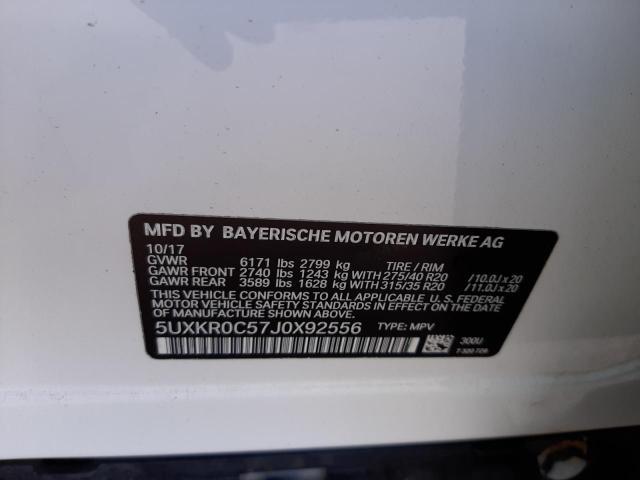 MFD BY BAYERISCHE MOTOREN WERKE AG
10/17
GVWR 6171 lbs 2799 kg TIRE / RIM
GAWR FRONT 2740 lbs 1243 kg WITH 275/40 R20 /10.0J x 20
GAWR REAR 3589 lbs 1628 kg WITH 315/35 R20 /11.0J x 20
THIS VEHICLE CONFORMS TO ALL APPLICABLE U. S. FEDERAL
MOTOR VEHICLE SAFETY STANDARDS IN EFFECT ON THE DATE
OF MANUFACTURE SHOWN ABOVE.
5UXKR0C57J0X92556 TYPE: MPV
300U